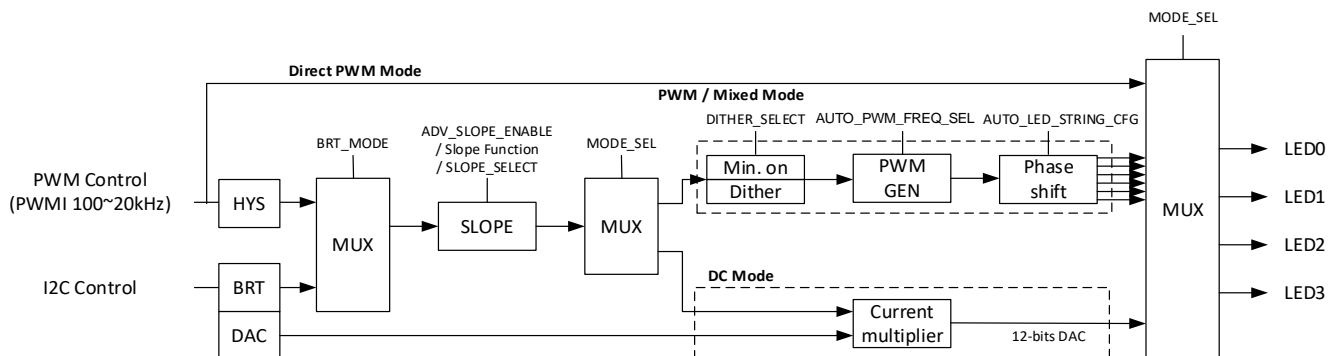 MODE_SEL
Direct PWM Mode
PWM / Mixed Mode
DITHER_SELECT
AUTO_PWM_FREQ_SEL
AUTO_LED_STRING_CFG
ADV_SLOPE_ENABLE
/ Slope Function
/ SLOPE_SELECT
BRT_MODE
MODE_SEL
PWM Control
(PWMI 100~20kHz)
HYS
MUX
SLOPE
MUX
Min. on
Dither
PWM
GEN
Phase
shift
MUX
LED0
LED1
LED2
LED3
I2C Control
BRT
DAC
DC Mode
Current
multiplier
12-bits DAC